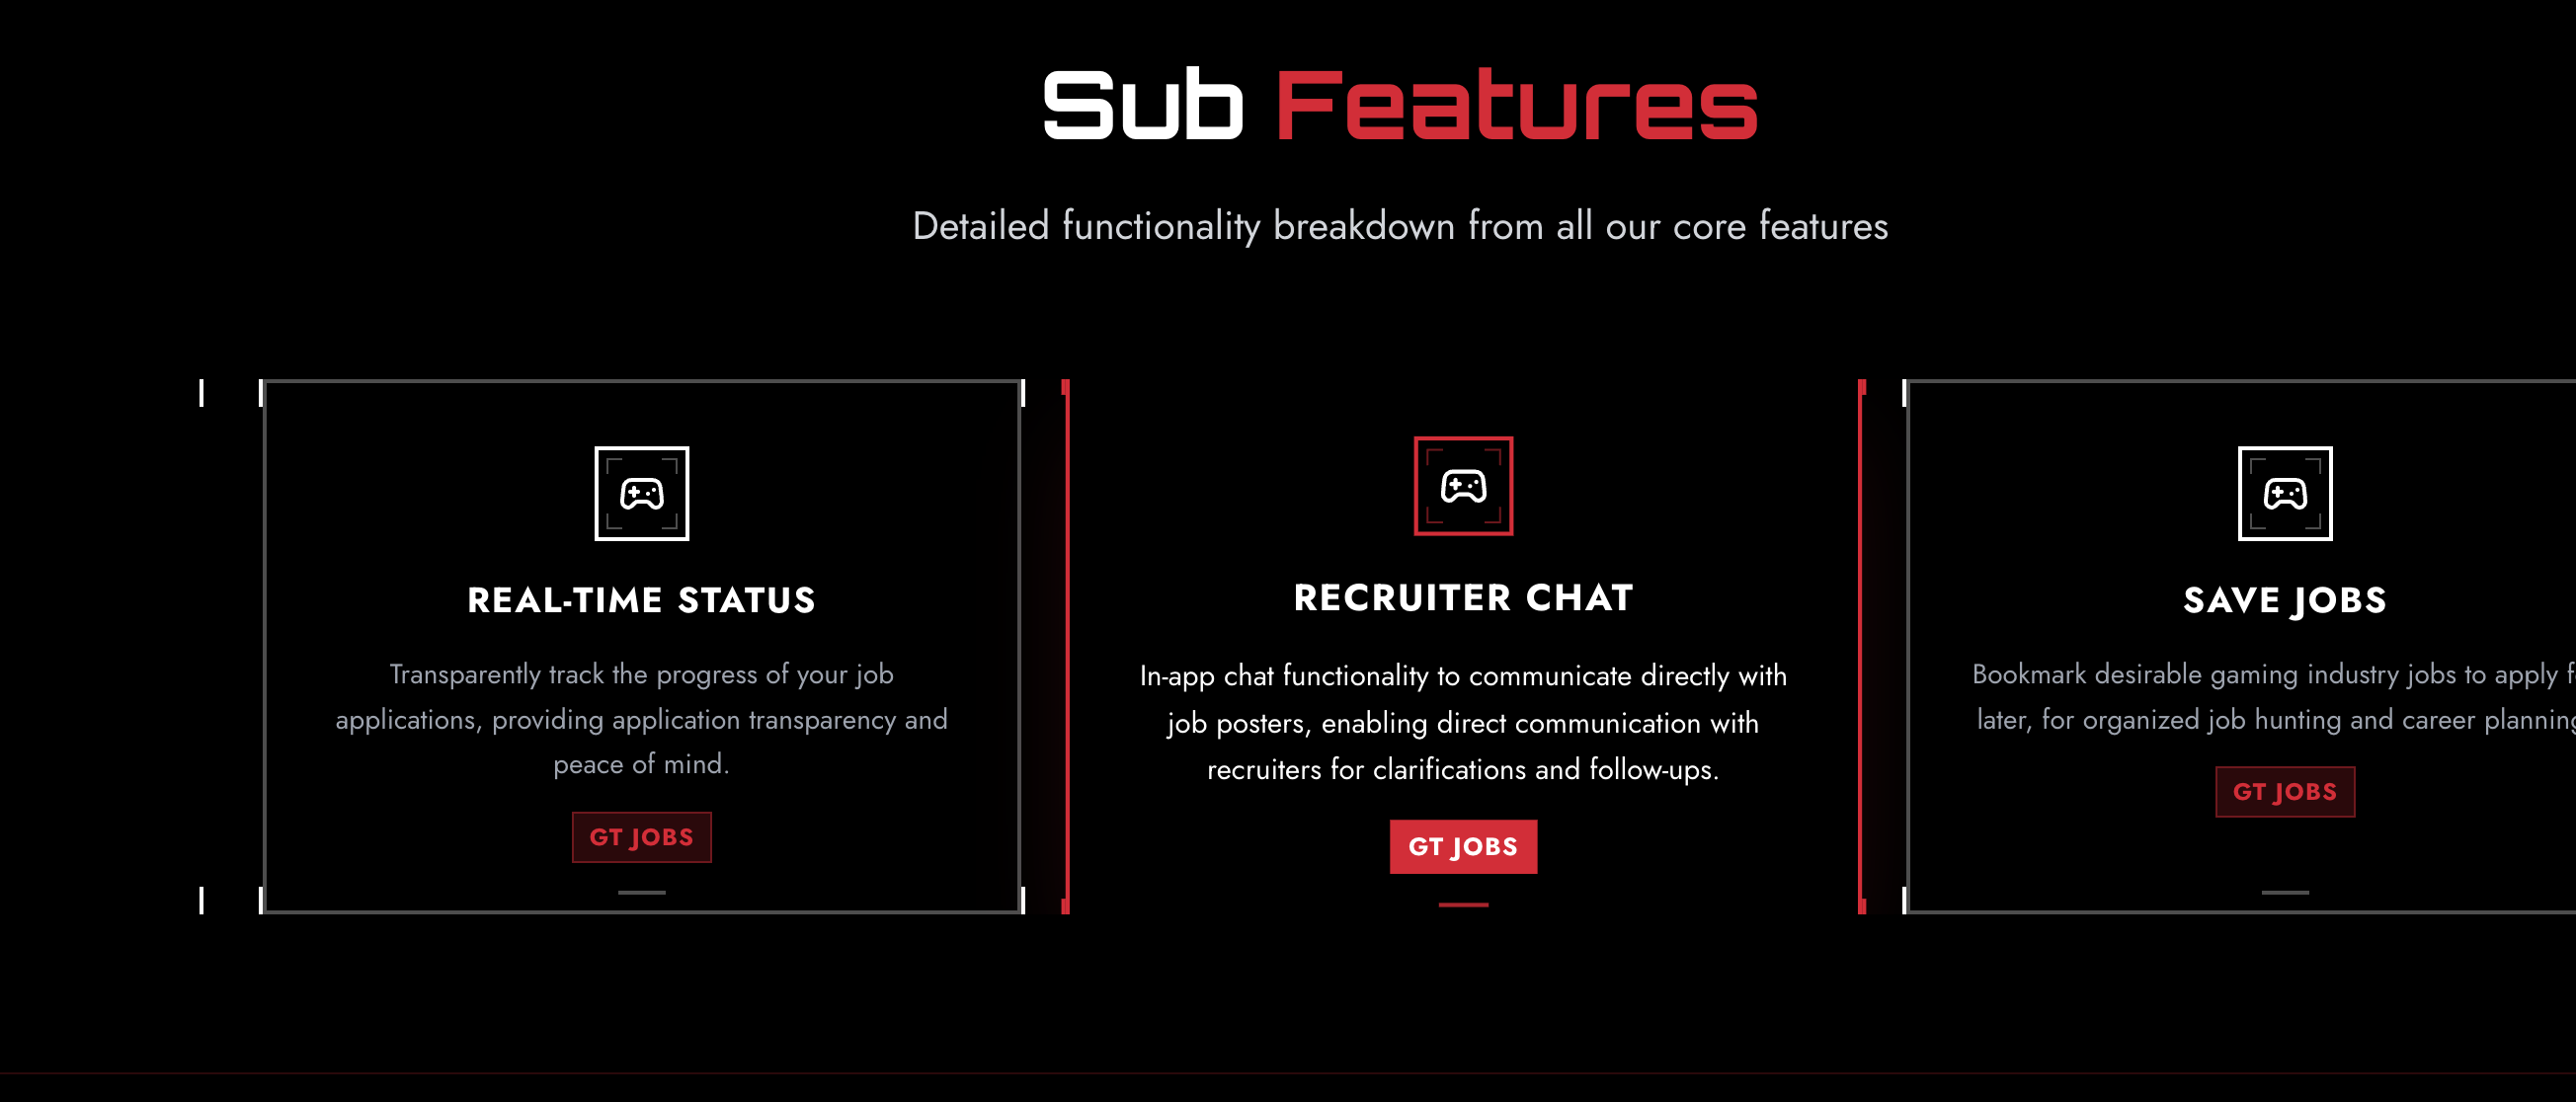 Sub Features
Detailed functionality breakdown from all our core features
REAL-TIME STATUS
Transparently track the progress of your job
applications, providing application transparency and
peace of mind.
GT JOBS
RECRUITER CHAT
In-app chat functionality to communicate directly with
job posters, enabling direct communication with
recruiters for clarifications and follow-ups.
GT JOBS
SAVE JOBS
Bookmark desirable gaming industry jobs to apply
later, for organized job hunting and career planning
GT JOBS